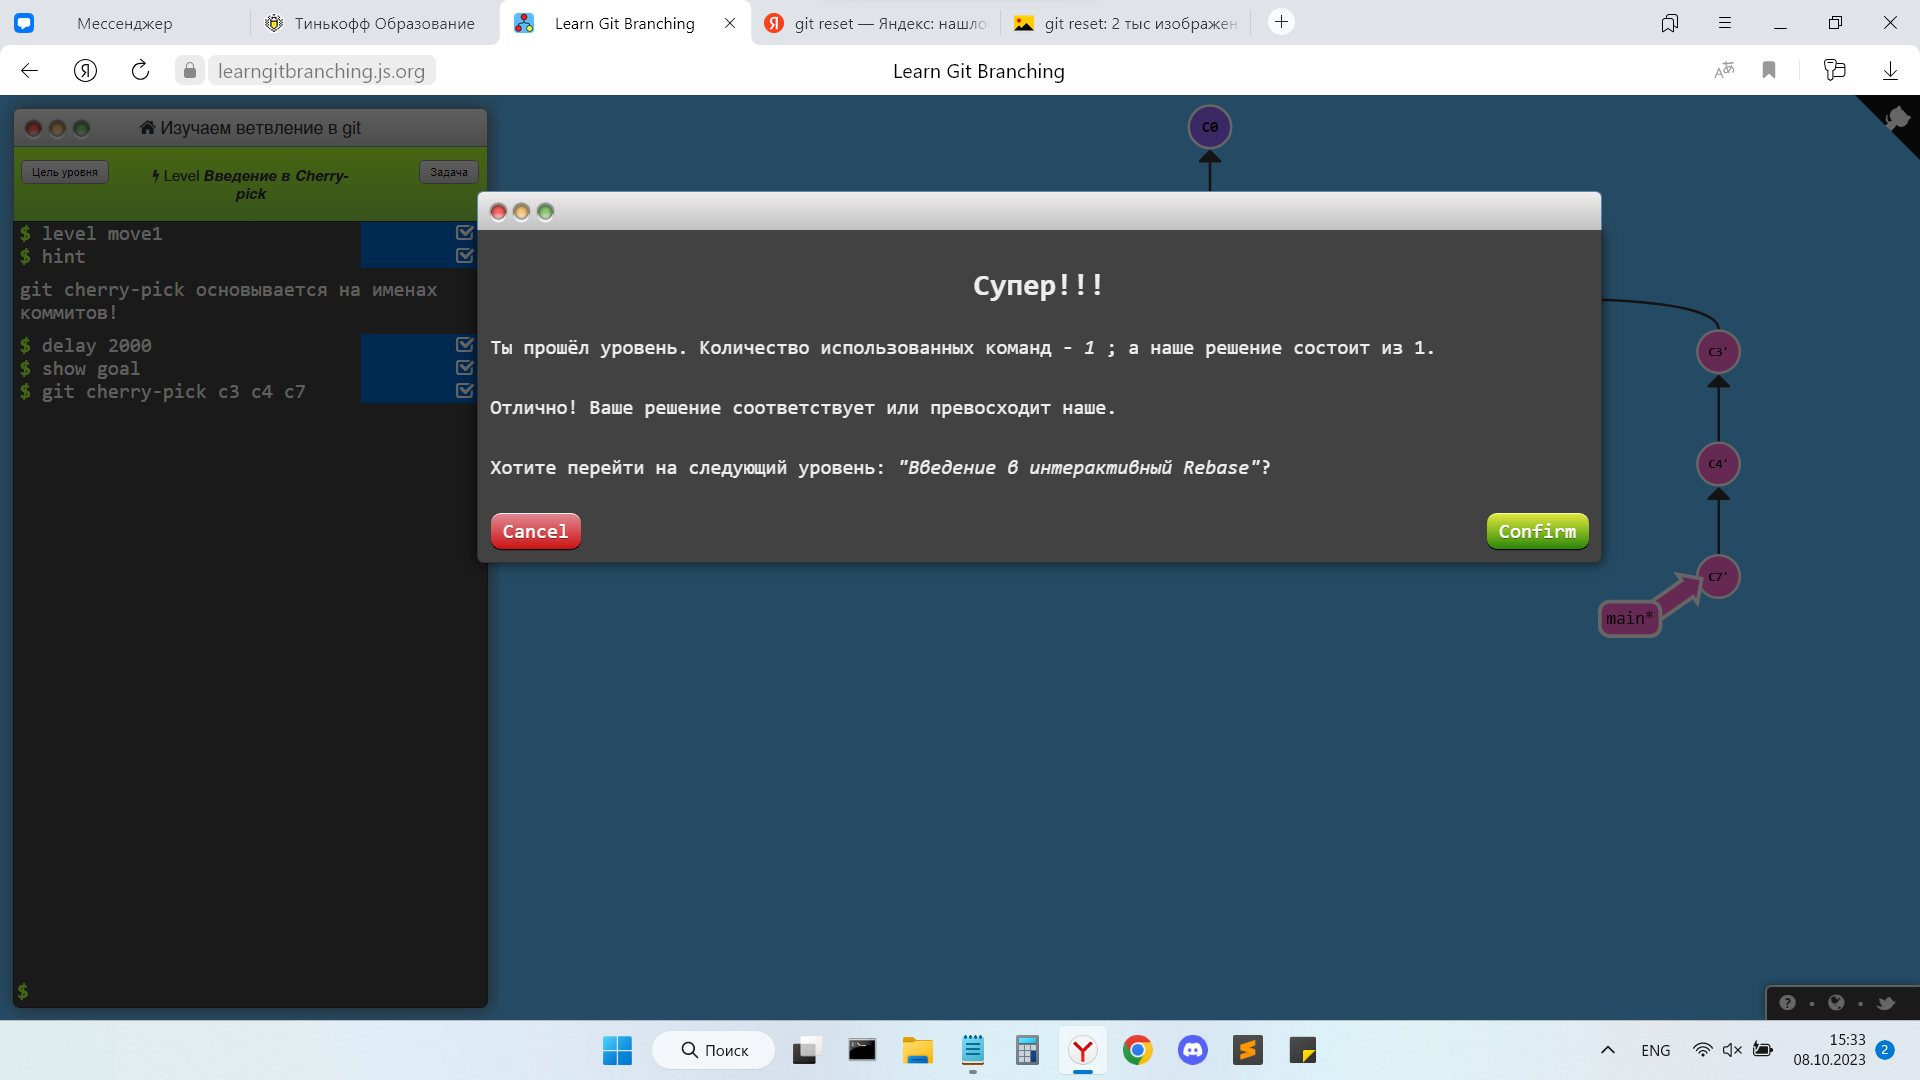 Мессенджер
Тинькофф Образование
Learn Git Branching
git reset — Яндекс: нашло
git reset: 2 тыс изображен
learngitbranching.js.org
Learn Git Branching
Изучаем ветвление в git
Цель уровня
Level Введение в Cherry-
pick
Задача
$ level move1
$ hint
git cherry-pick основывается на именах
коммитов!
$ delay 2000
$ show goal
$ git cherry-pick c3 c4 c7
$
C0
Супер!!!
Ты прошёл уровень. Количество использованных команд - 1 ; а наше решение состоит из 1.
Отлично! Ваше решение соответствует или превосходит наше.
Хотите перейти на следующий уровень: "Введение в интерактивный Rebase"?
Cancel
Confirm
C3'
C4'
C7'
main*
Поиск
ENG
15:33
08.10.2023
2